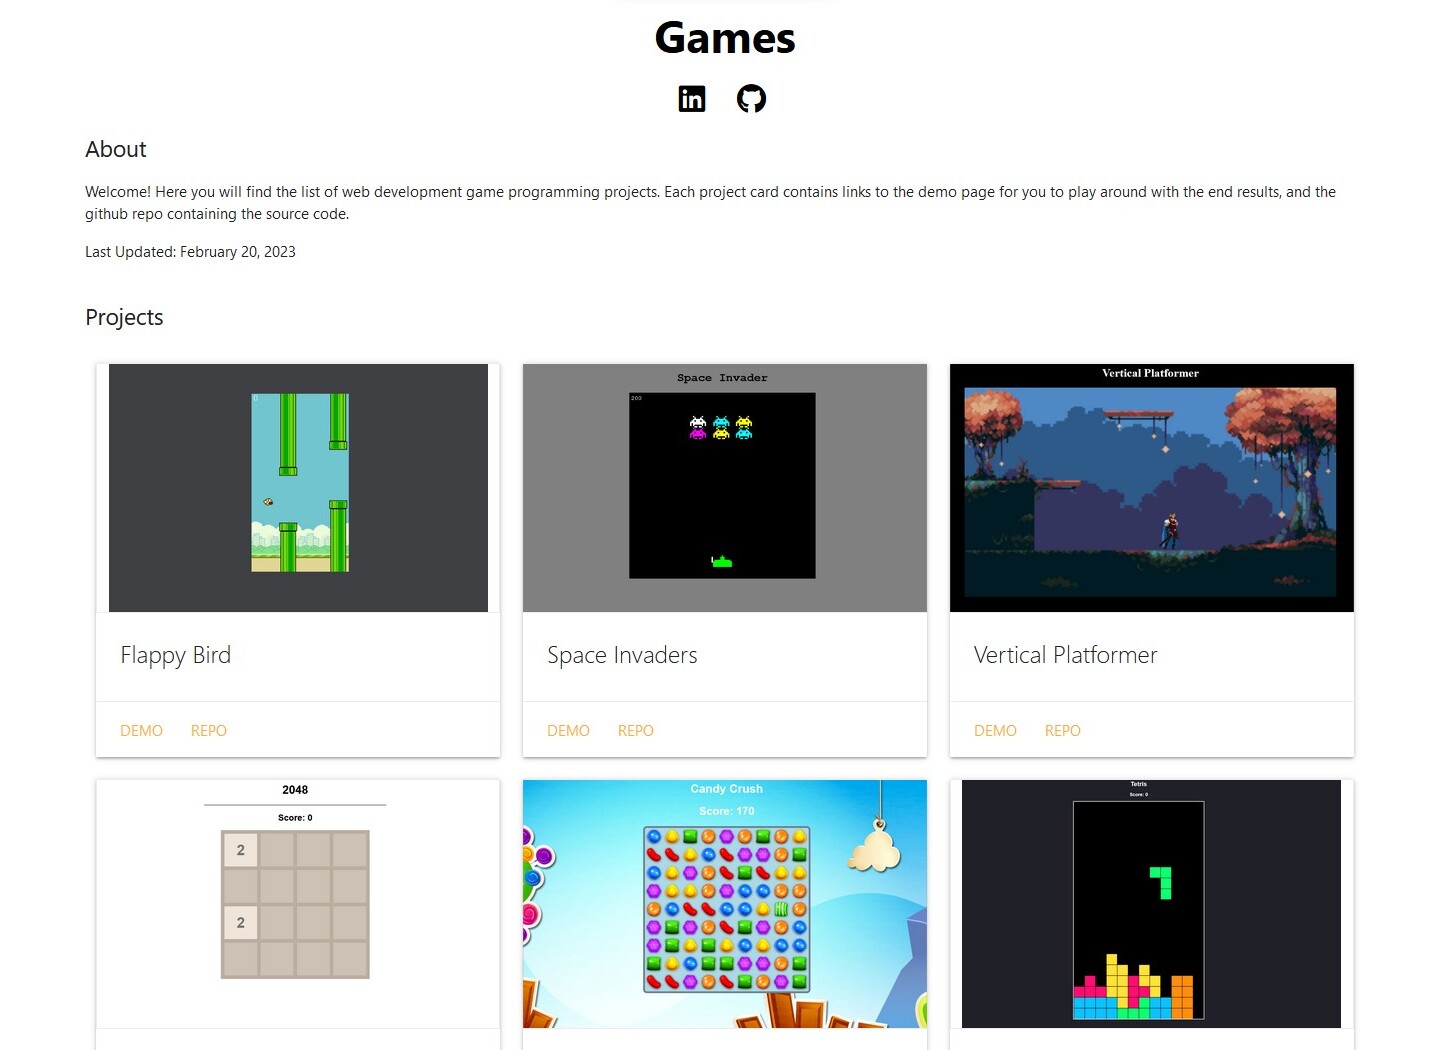 Games
in
About
Welcome! Here you will find the list of web development game programming projects. Each project card contains links to the demo page for you to play around with the end results, and the
github repo containing the source code.
Last Updated: February 20, 2023
Projects
0
Space Invader
200
Vertical Platformer
Flappy Bird
Space Invaders
Vertical Platformer
DEMO REPO
DEMO REPO
DEMO REPO
2048
Score: 0
2
2
Candy Crush
Score: 170
Tetris
Score: 0